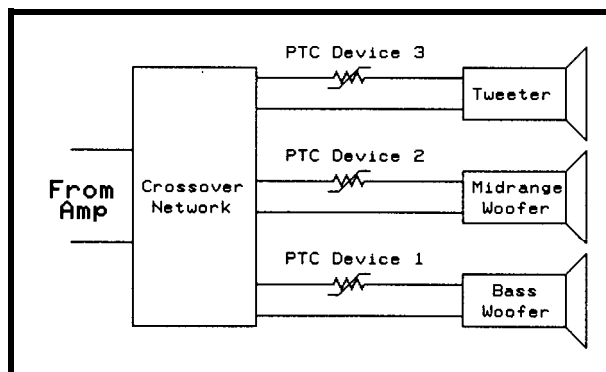 PTC Device 3
Tweeter
PTC Device 2
From
Amp
Crossover
Network
Midrange
Woofer
PTC Device 1
Bass
Woofer